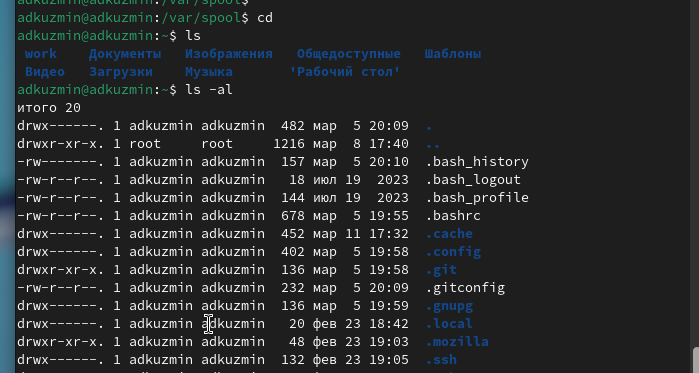 adkuzmin@adkuzmin:/var/spool$
adkuzmin@adkuzmin:/var/spool$ cd
adkuzmin@adkuzmin:~$ ls
work Документы Изображения Общедоступные Шаблоны
Видео Загрузки Музыка 'Рабочий стол'
adkuzmin@adkuzmin:~$ ls -al
итого 20
drwx------. 1 adkuzmin adkuzmin 482 мар 5 20:09 .
drwxr-xr-x. 1 root root 1216 мар 8 17:40 ..
-rw-------. 1 adkuzmin adkuzmin 157 мар 5 20:10 .bash_history
-rw-r--r--. 1 adkuzmin adkuzmin 18 июл 19 2023 .bash_logout
-rw-r--r--. 1 adkuzmin adkuzmin 144 июл 19 2023 .bash_profile
-rw-r--r--. 1 adkuzmin adkuzmin 678 мар 5 19:55 .bashrc
drwx------. 1 adkuzmin adkuzmin 452 мар 11 17:32 .cache
drwx------. 1 adkuzmin adkuzmin 402 мар 5 19:58 .config
drwxr-xr-x. 1 adkuzmin adkuzmin 136 мар 5 19:58 .git
-rw-r--r--. 1 adkuzmin adkuzmin 232 мар 5 20:09 .gitconfig
drwx------. 1 adkuzmin adkuzmin 136 мар 5 19:59 .gnupg
drwx------. 1 adkuzmin adkuzmin 20 фев 23 18:42 .local
drwxr-xr-x. 1 adkuzmin adkuzmin 48 фев 23 19:03 .mozilla
drwx------. 1 adkuzmin adkuzmin 132 фев 23 19:05 .ssh